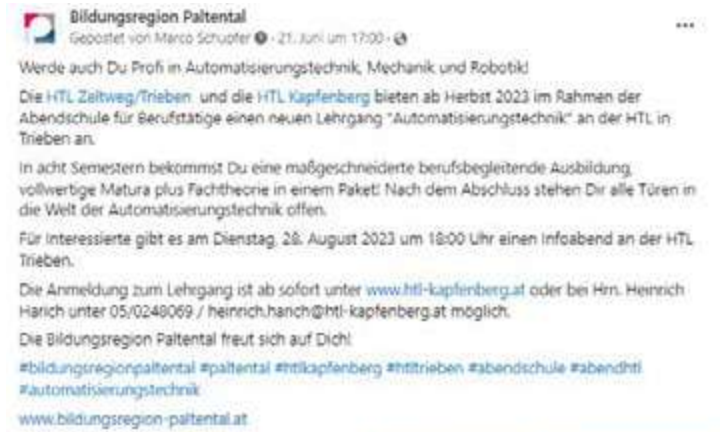 Bildungsregion Paltental
Gepostet von Marco Schupfer · 21. Juni um 17:00 ·
Werde auch Du Profi in Automatisierungstechnik, Mechanik und Robotik!
Die HTL Zeltweg/Trieben und die HTL Kapfenberg bieten ab Herbst 2023 im Rahmen der
Abendschule für Berufstätige einen neuen Lehrgang "Automatisierungstechnik" an der HTL in
Trieben an.
In acht Semestern bekommst Du eine maßgeschneiderte berufsbegleitende Ausbildung,
vollwertige Matura plus Fachtheorie in einem Paket! Nach dem Abschluss stehen Dir alle Türen in
die Welt der Automatisierungstechnik offen.
Für Interessierte gibt es am Dienstag, 28. August 2023 um 18:00 Uhr einen Infoabend an der HTL
Trieben.
Die Anmeldung zum Lehrgang ist ab sofort unter www.htl-kapfenberg.at oder bei Hrn. Heinrich
Harich unter 05/0248069 / heinrich.harich@htl-kapfenberg.at möglich.
Die Bildungsregion Paltental freut sich auf Dich!
#bildungsregionpaltental #paltental #htlkapfenberg #htltrieben #abendschule #abendhtl
#automatisierungstechnik
www.bildungsregion-paltental.at